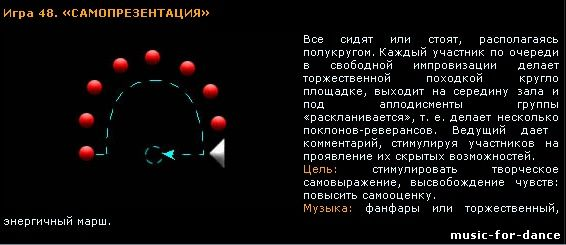 Игра 48. «САМОПРЕЗЕНТАЦИЯ»
Все сидят или стоят, располагаясь
полукругом. Каждый участник по очереди
в свободной импровизации делает
торжественной походкой кругло
площадке, выходит на середину зала и
под аплодисменты группы
«раскланивается», т. е. делает несколько
поклонов-реверансов. Ведущий дает
комментарий, стимулируя участников на
проявление их скрытых возможностей.
Цель: стимулировать творческое
самовыражение, высвобождение чувств:
повысить самооценку.
Музыка: фанфары или торжественный,
энергичный марш.
music-for-dance